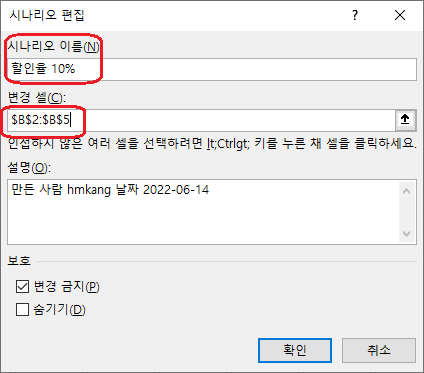 시나리오 편집
? ×
시나리오 이름(N)
할인율 10%
변경 셀(C):
$B$2:$B$5
인접하지 않은 여러 셀을 선택하려면 lt;Ctrlgt; 키를 누른 채 셀을 클릭하세요.
설명(O):
만든 사람 hmkang 날짜 2022-06-14
보호
변경 금지(P)
숨기기(D)
확인 취소